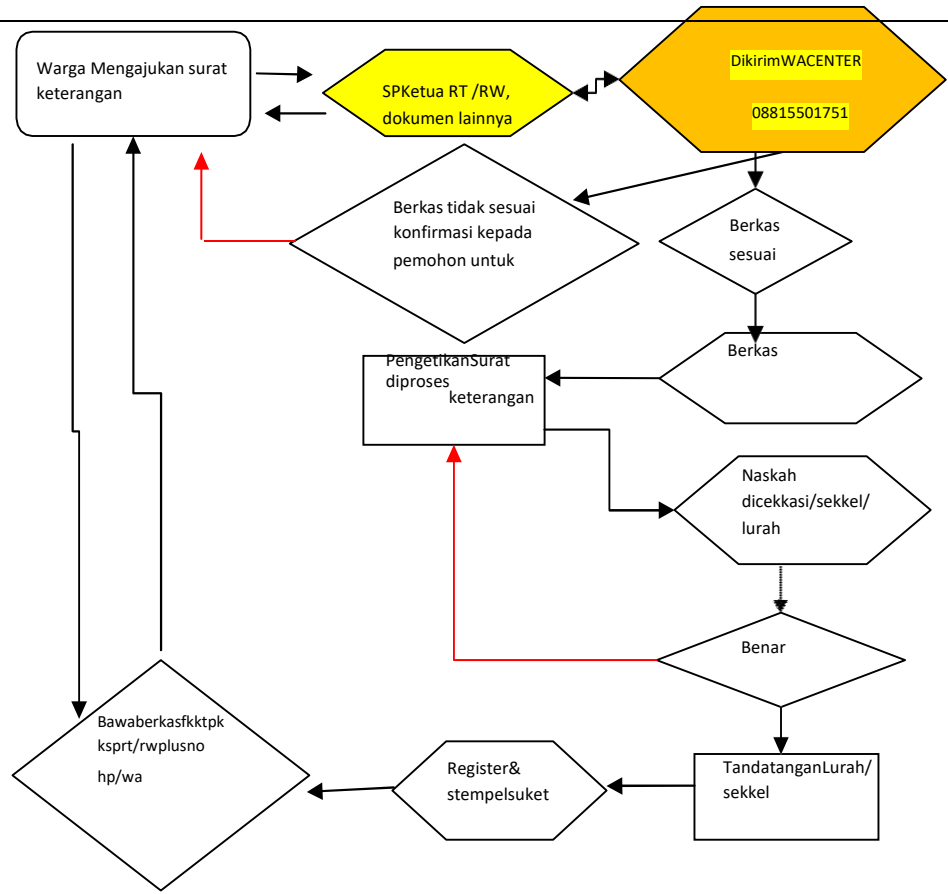 Warga Mengajukan surat
keterangan
SPKetua RT /RW,
dokumen lainnya
DikirimWACENTER
08815501751
Berkas tidak sesuai
konfirmasi kepada
pemohon untuk
Berkas
sesuai
Berkas
PengetikanSurat
diproses
keterangan
Naskah
dicekkasi/sekkel/
lurah
Benar
TandatanganLurah/
sekkel
Register&
stempelsuket
Bawaberkasfkktpk
ksprt/rwplusno
hp/wa